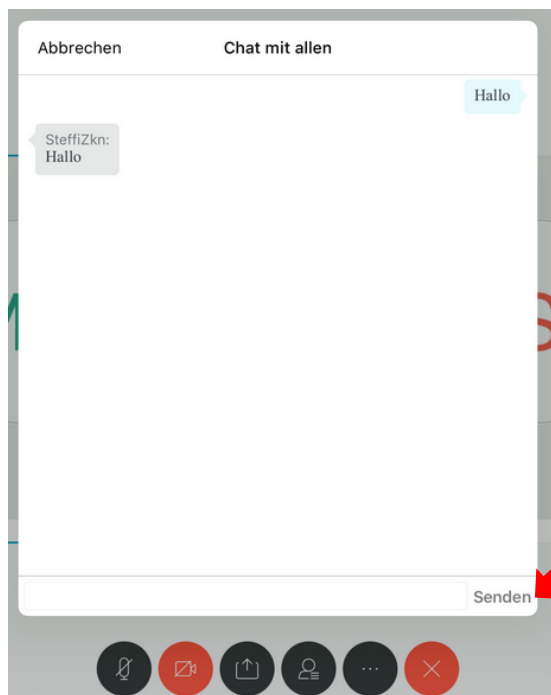 Abbrechen
Chat mit allen
Hallo
SteffiZkn:
Hallo
Senden